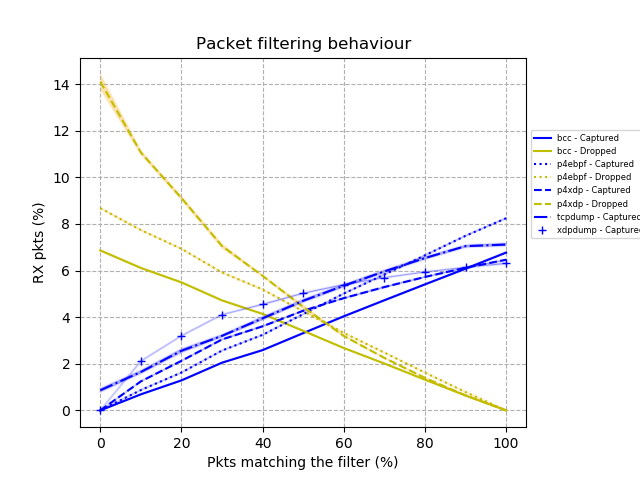 Packet filtering behaviour
RX pkts (%)
14
12
10
8
6
4
2
0
0
20
40
60
80
100
Pkts matching the filter (%)
bcc - Captured
bcc - Dropped
p4ebpf - Captured
p4ebpf - Dropped
p4xdp - Captured
p4xdp - Dropped
tcpdump - Captured
xdpdump - Capture